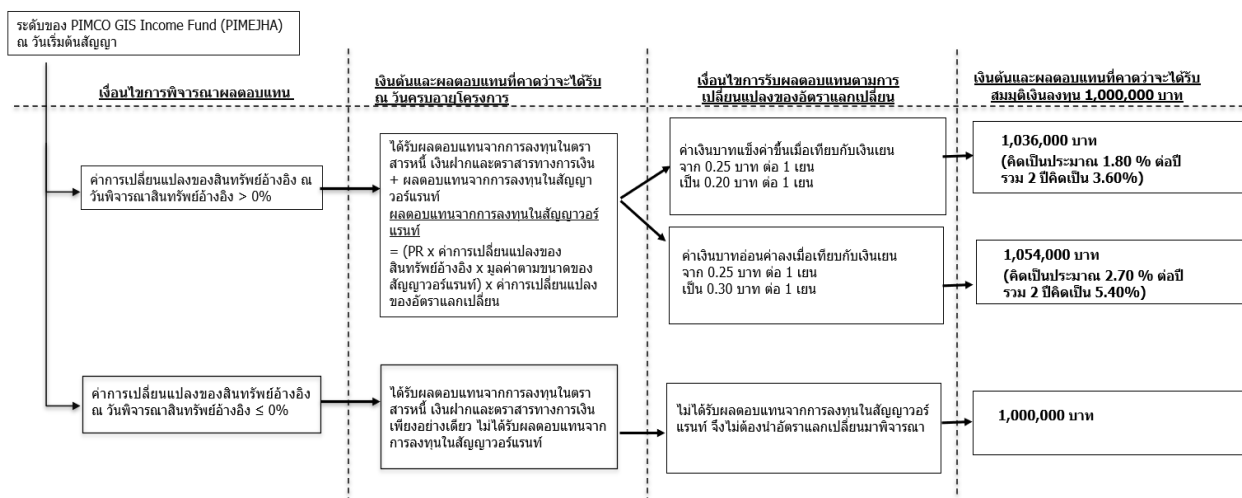 ระดับของ PIMCO GIS Income Fund (PIMEJHA)
ณ วันเริ่มต้นสัญญา
เงื่อนไขการพิจารณาผลตอบแทน
เงินต้นและผลตอบแทนที่คาดว่าจะได้รับ
ณ วันครบอายุโครงการ
เงื่อนไขการรับผลตอบแทนตามการ
เปลี่ยนแปลงของอัตราแลกเปลี่ยน
เงินต้นและผลตอบแทนที่คาดว่าจะได้รับ
สมมุติเงินลงทุน 1,000,000 บาท
ค่าการเปลี่ยนแปลงของสินทรัพย์อ้างอิง ณ
วันพิจารณาสินทรัพย์อ้างอิง > 0%
ได้รับผลตอบแทนจากการลงทุนในตรา
สารหนี้ เงินฝากและตราสารทางการเงิน
+ ผลตอบแทนจากการลงทุนในสัญญา
วอร์แรนท์
ผลตอบแทนจากการลงทุนในสัญญาวอร์
แรนท์
= (PR x ค่าการเปลี่ยนแปลงของ
สินทรัพย์อ้างอิง x มูลค่าตามขนาดของ
สัญญาวอร์แรนท์) x ค่าการเปลี่ยนแปลง
ของอัตราแลกเปลี่ยน
ค่าเงินบาทแข็งค่าขึ้นเมื่อเทียบกับเงินเยน
จาก 0.25 บาท ต่อ 1 เยน
เป็น 0.20 บาท ต่อ 1 เยน
1,036,000 บาท
(คิดเป็นประมาณ 1.80 % ต่อปี
รวม 2 ปีคิดเป็น 3.60%)
ค่าเงินบาทอ่อนค่าลงเมื่อเทียบกับเงินเยน
จาก 0.25 บาท ต่อ 1 เยน
เป็น 0.30 บาท ต่อ 1 เยน
1,054,000 บาท
(คิดเป็นประมาณ 2.70 % ต่อปี
รวม 2 ปีคิดเป็น 5.40%)
ค่าการเปลี่ยนแปลงของสินทรัพย์อ้างอิง
ณ วันพิจารณาสินทรัพย์อ้างอิง ≤ 0%
ได้รับผลตอบแทนจากการลงทุนในตรา
สารหนี้ เงินฝากและตราสารทางการเงิน
เพียงอย่างเดียว ไม่ได้รับผลตอบแทนจาก
การลงทุนในสัญญาวอร์แรนท์
ไม่ได้รับผลตอบแทนจากการลงทุนในสัญญาวอร์
แรนท์ จึงไม่ต้องนำอัตราแลกเปลี่ยนมาพิจารณา
1,000,000 บาท